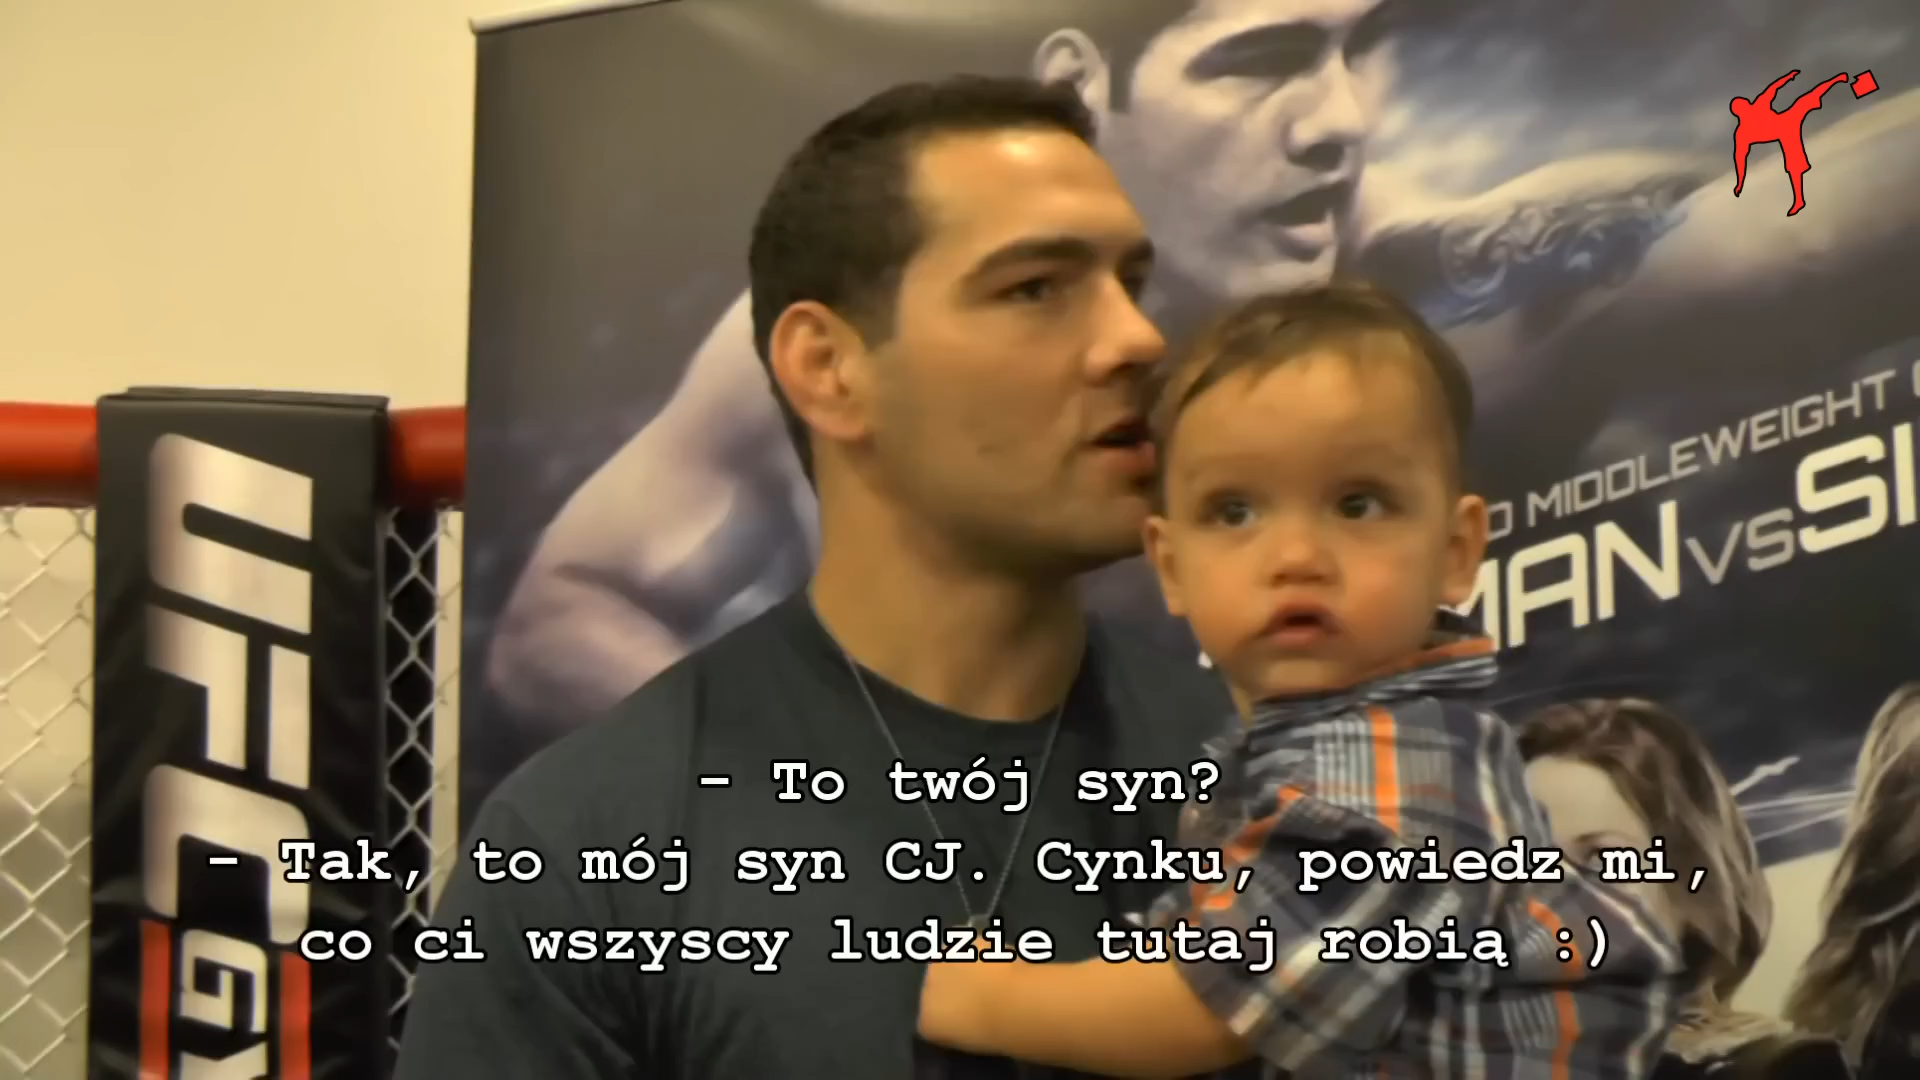 UFC GY
D MIDDLEWEIGHT
MAN VS SI
- To twój syn?
- Tak, to mój syn CJ. Cynku, powiedz mi,
co ci wszyscy ludzie tutaj robią :)